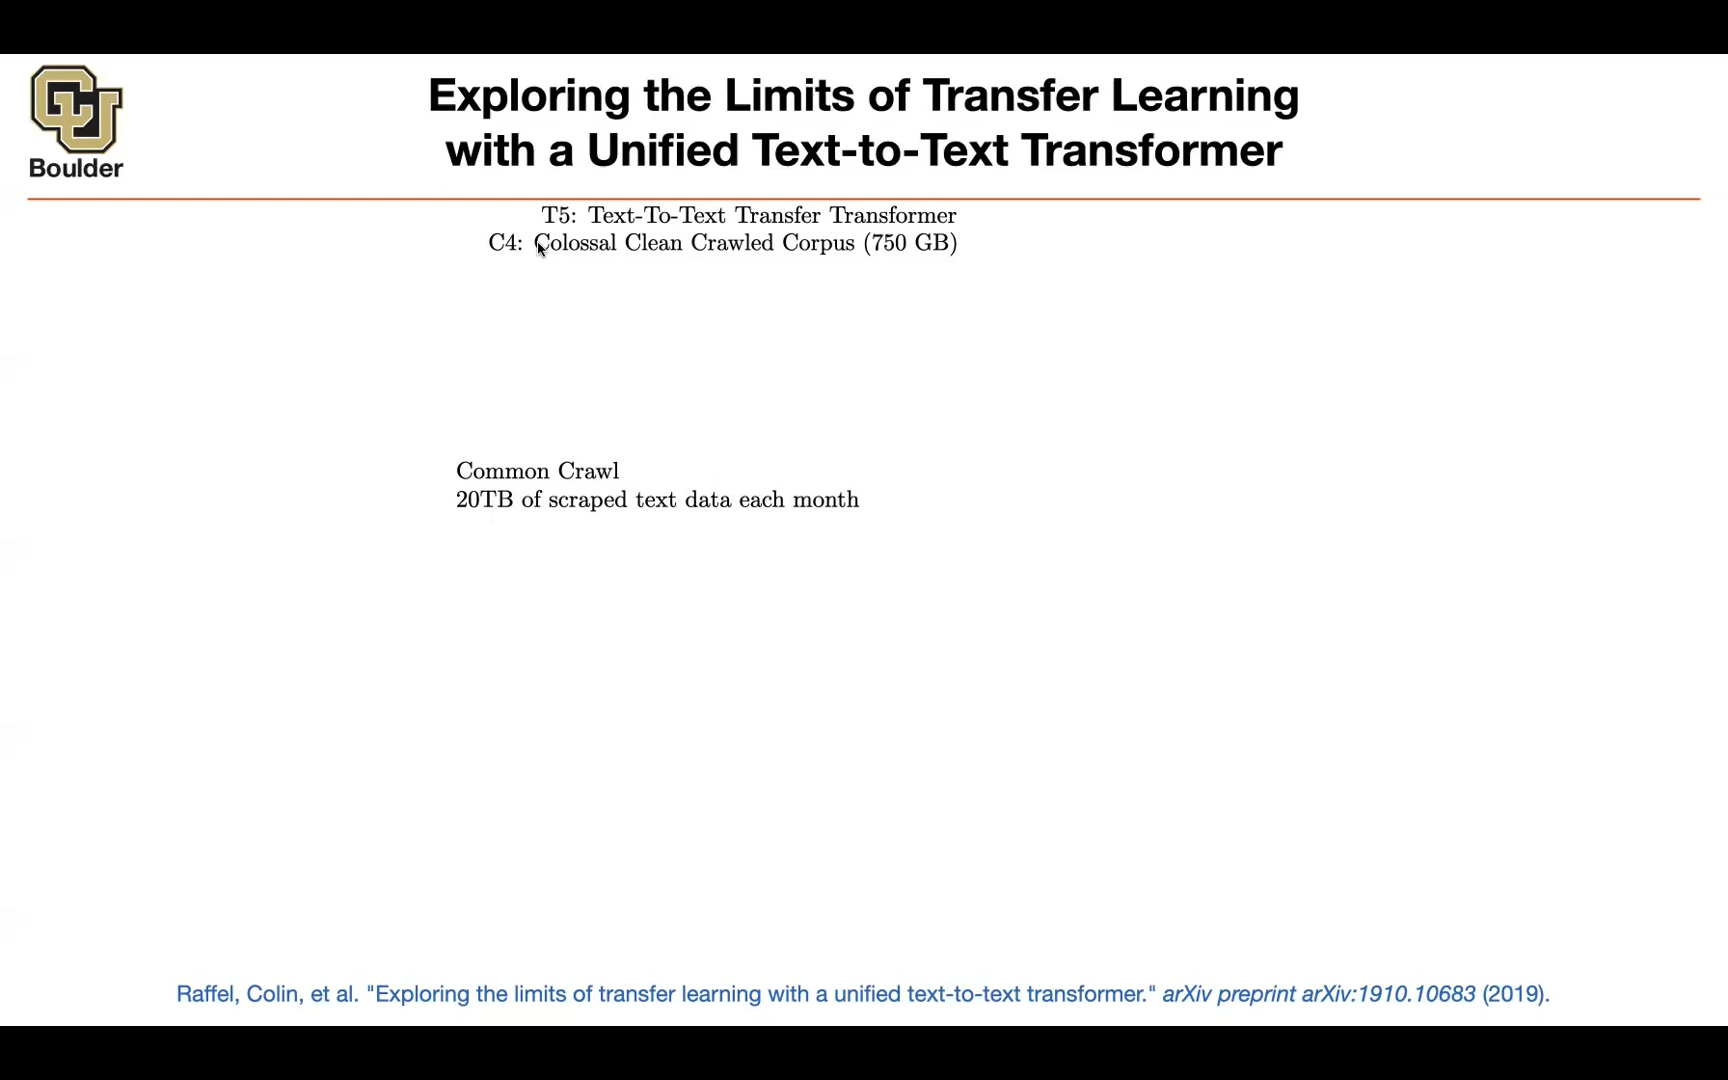 Exploring the Limits of Transfer Learning
with a Unified Text-to-Text Transformer
CU
Boulder
T5: Text-To-Text Transfer Transformer
C4: Colossal Clean Crawled Corpus (750 GB)
Common Crawl
20TB of scraped text data each month
Raffel, Colin, et al. "Exploring the limits of transfer learning with a unified text-to-text transformer." arXiv preprint arXiv:1910.10683 (2019).